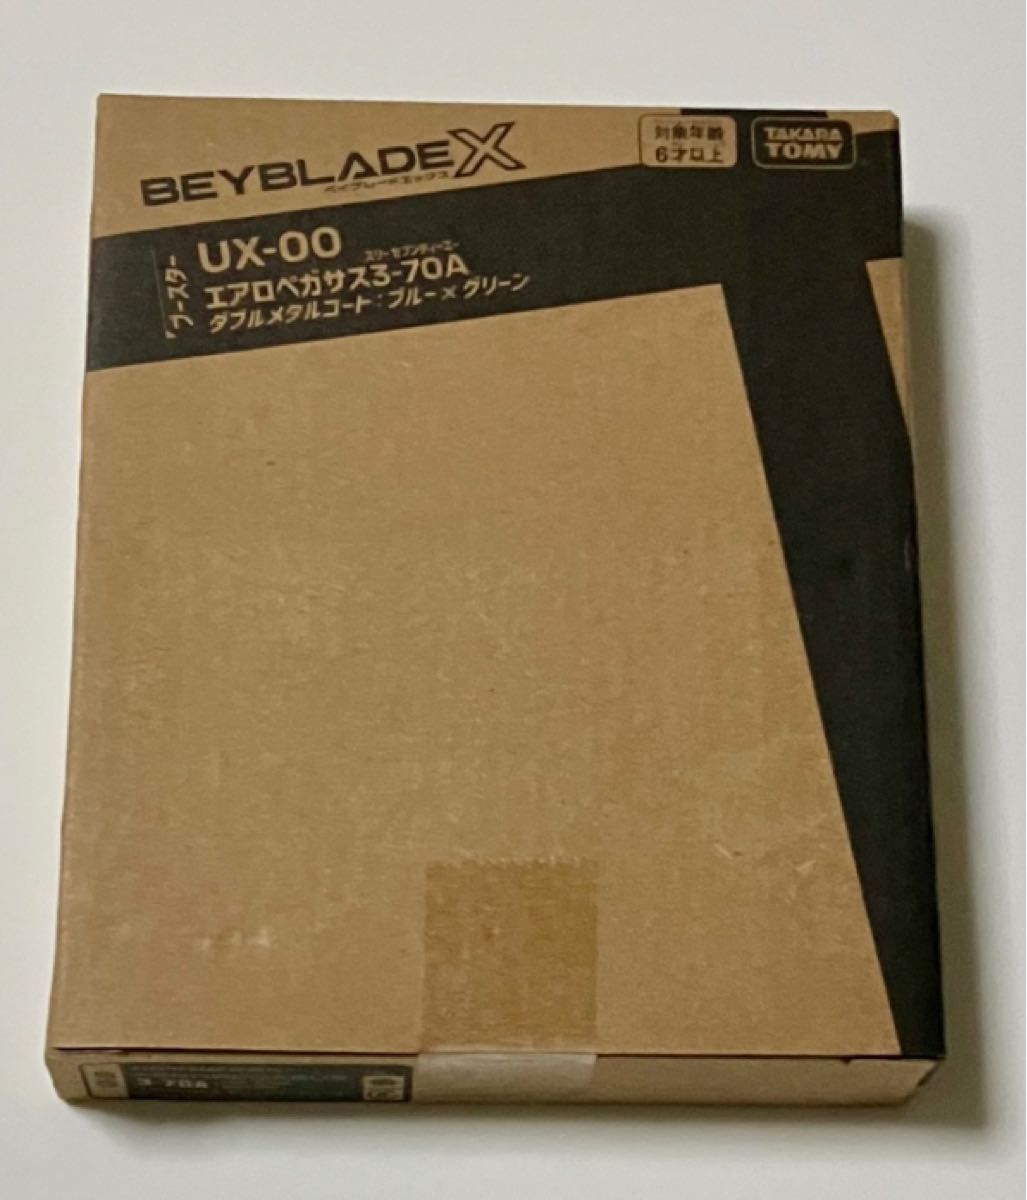 BEYBLADE X
ベイブレードエックス
対象年齢
6才以上
TAKARA
TOMY
ブースター
UX-00
スリーセブンティーエー
エアロペガサス3-70A
ダブルメタルコート:ブルー×グリーン
3-70A